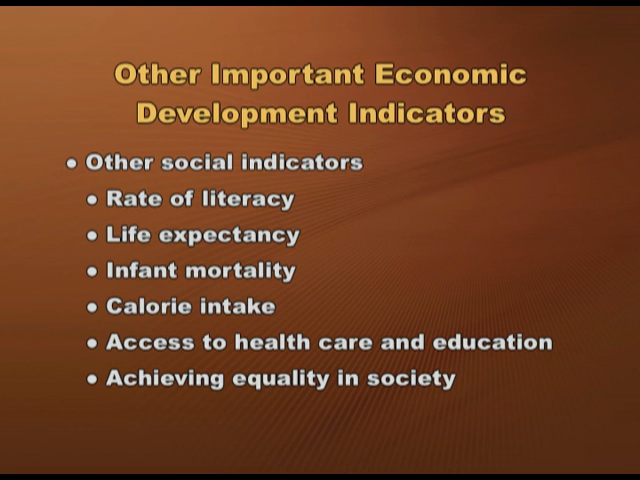 Other Important Economic
Development Indicators
• Other social indicators
• Rate of literacy
• Life expectancy
• Infant mortality
• Calorie intake
• Access to health care and education
• Achieving equality in society